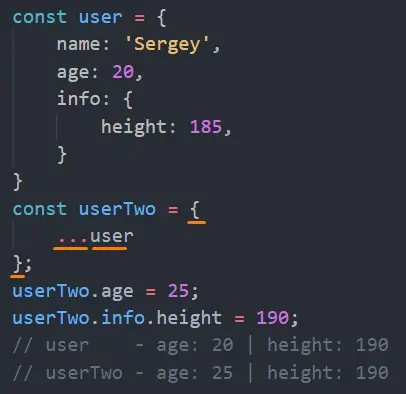 const user = {
    name: 'Sergey',
    age: 20,
    info: {
        height: 185,
    }
}
const userTwo = {
    ...user
};
userTwo.age = 25;
userTwo.info.height = 190;
// user    - age: 20 | height: 190
// userTwo - age: 25 | height: 190